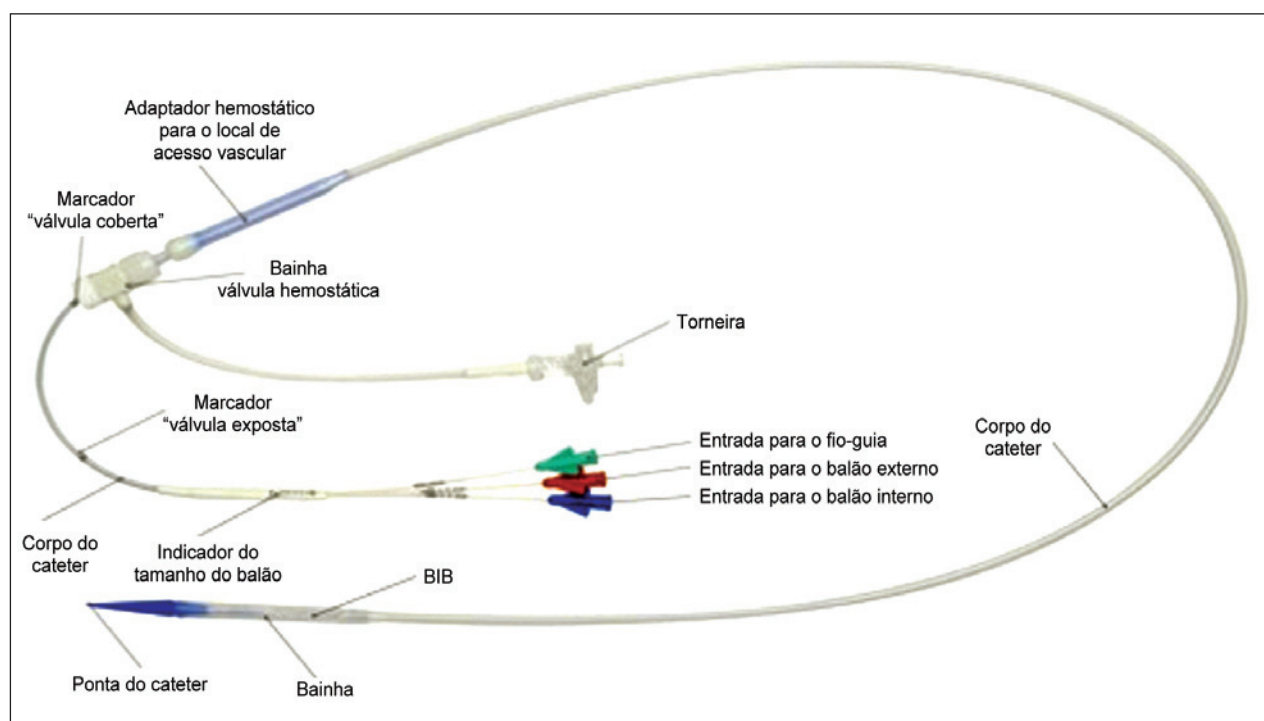 Adaptador hemostático
para o local de
acesso vascular
Marcador
“válvula coberta”
Bainha
válvula hemostática
Torneira
Marcador
“válvula exposta”
Entrada para o fio-guia
Entrada para o balão externo
Entrada para o balão interno
Corpo do
cateter
Corpo do
cateter
Indicador do
tamanho do balão
BIB
Ponta do cateter
Bainha